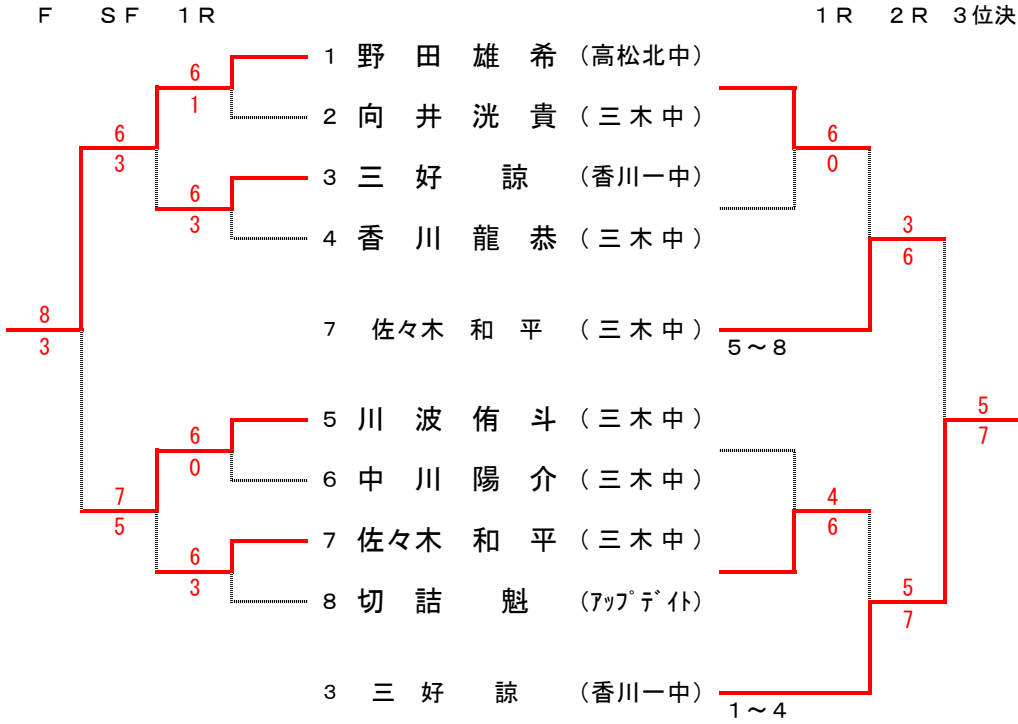 F ＳＦ １Ｒ １Ｒ ２Ｒ ３位決
1 野田雄希 (高松北中)
6
1
2 向井洸貴 (三木中)
6
0
6
3
3 三好 諒 (香川一中)
6
3
4 香川龍恭 (三木中)
3
6
8
3
7 佐々木 和 平 (三木中)
５～８
5 川波侑斗 (三木中)
5
7
6
0
6 中川陽介 (三木中)
7
5
4
6
7 佐々木 和 平 (三木中)
6
3
8 切詰 魁 (ｱｯﾌﾟﾃﾞｲﾄ)
5
7
3 三好 諒 (香川一中)
１～４